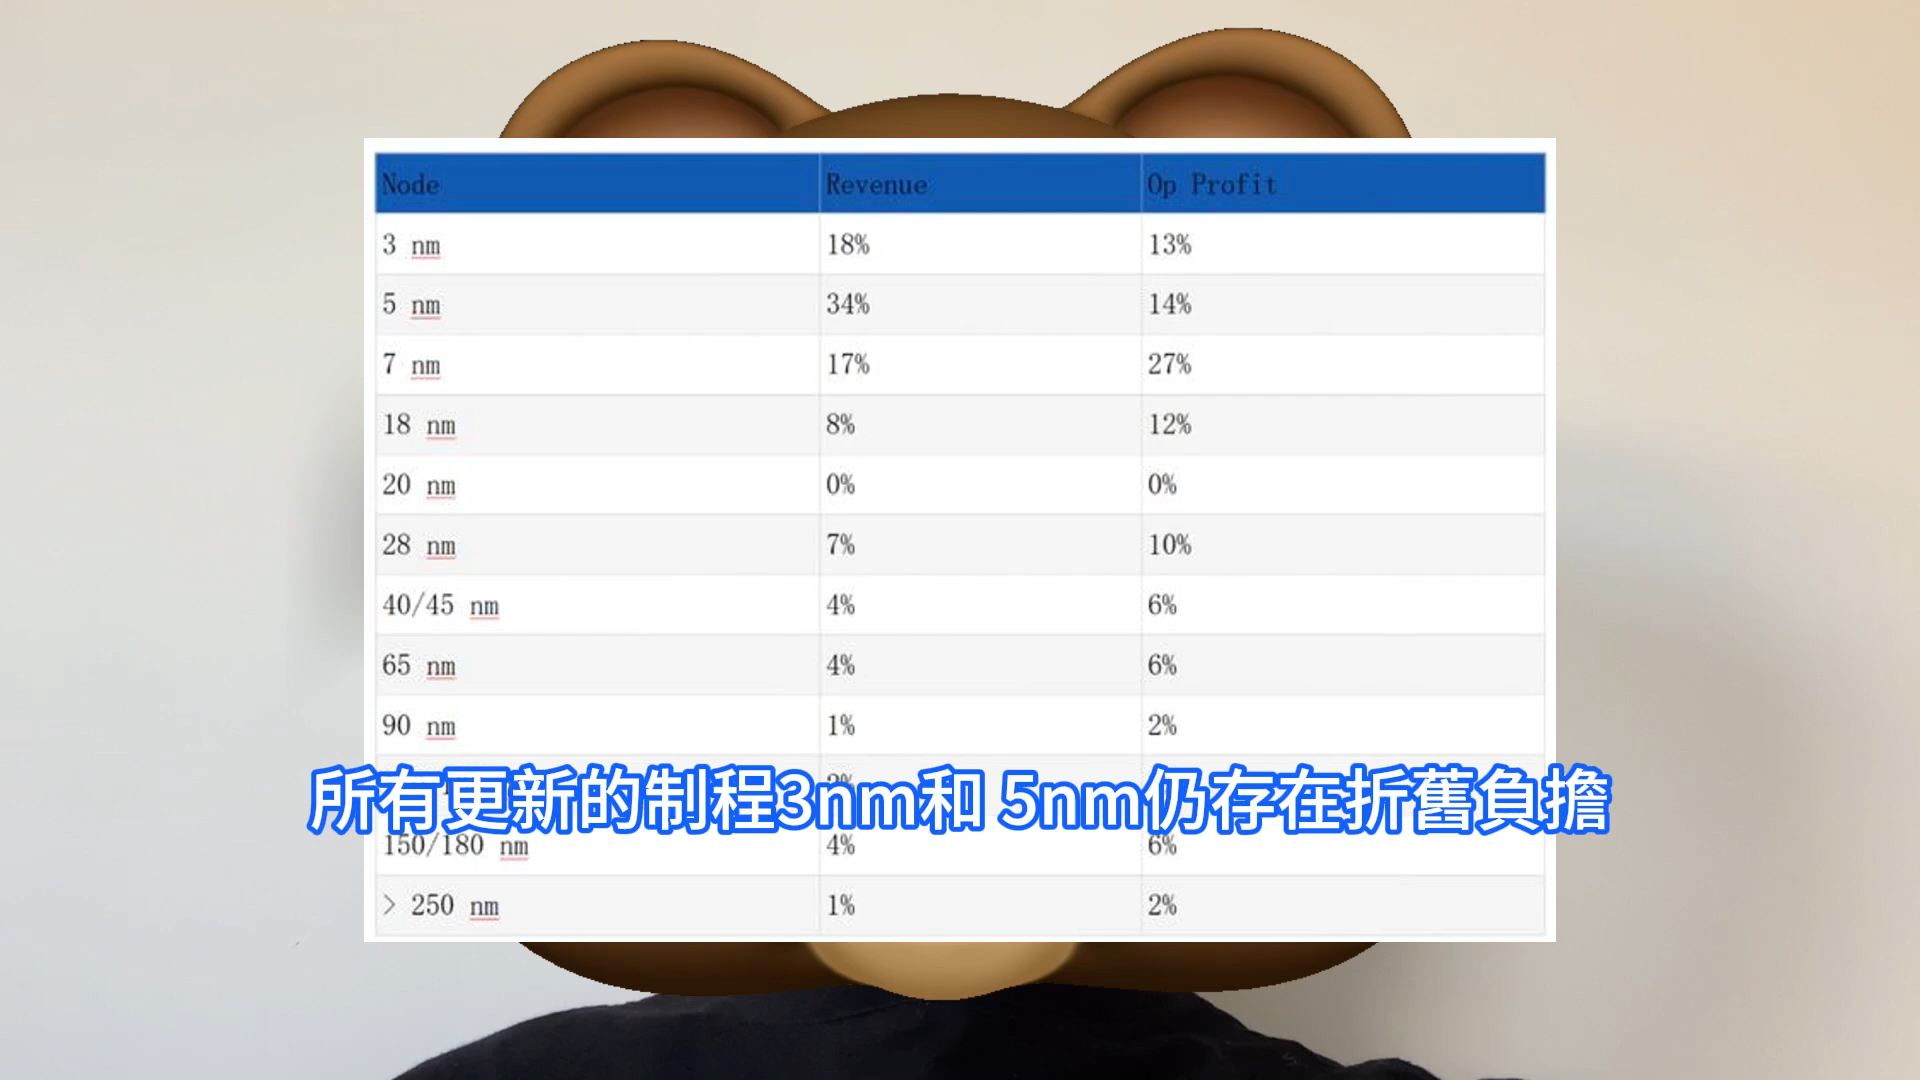 Node Revenue Op Profit
3 nm 18% 13%
5 nm 34% 14%
7 nm 17% 27%
18 nm 8% 12%
20 nm 0% 0%
28 nm 7% 10%
40/45 nm 4% 6%
65 nm 4% 6%
90 nm 1% 2%
所有更新的制程3nm和 5nm仍存在折舊負擔
150/180 nm 4% 6%
> 250 nm 1% 2%